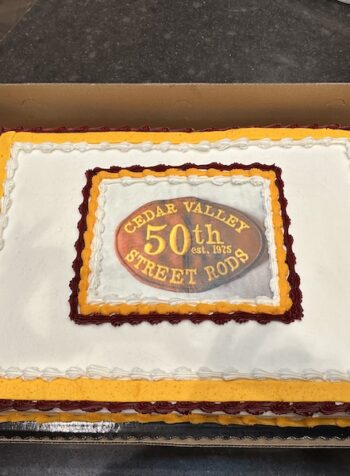 CEDAR VALLEY
50th
est. 1975
STREET RODS